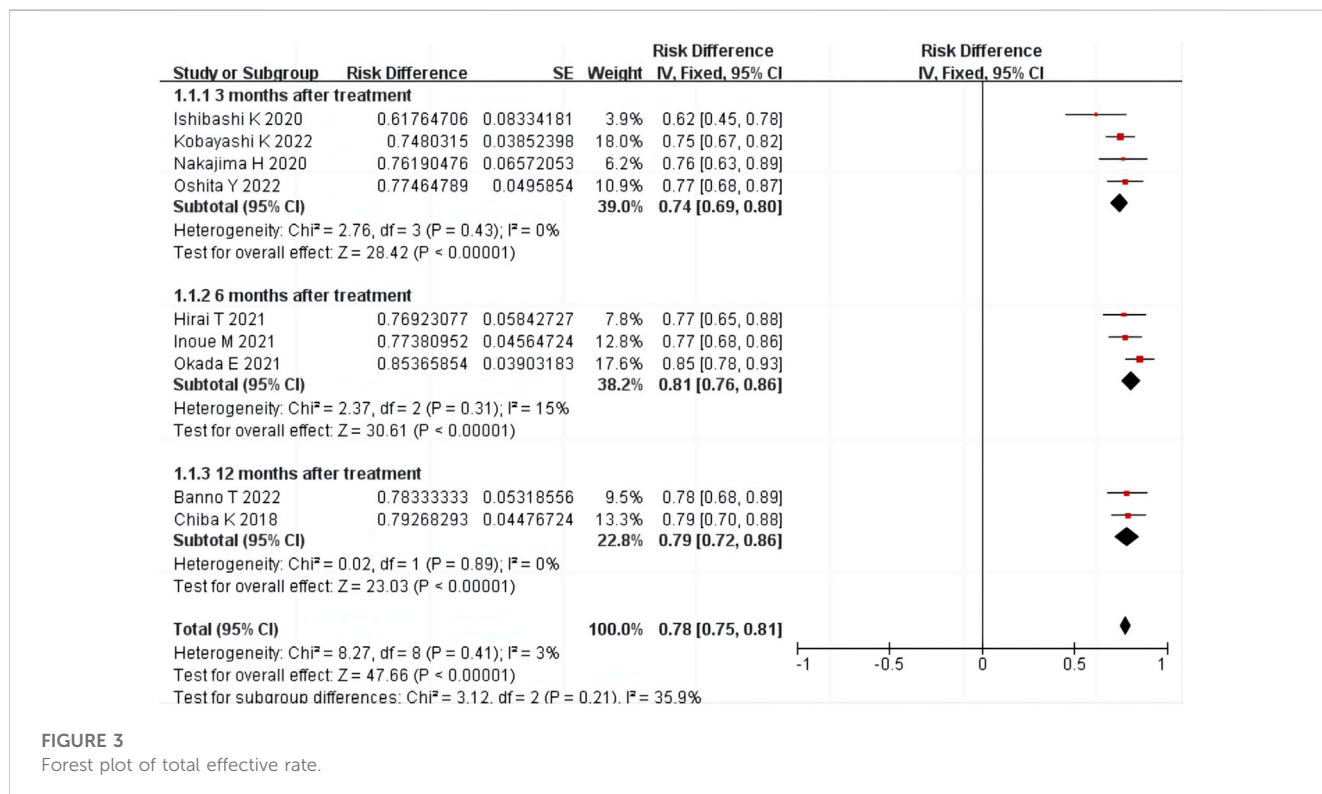 Risk Difference Risk Difference
Study or Subgroup Risk Difference SE Weight IV, Fixed, 95% CI IV, Fixed, 95% CI
1.1.1 3 months after treatment
Ishibashi K 2020 0.61764706 0.08334181 3.9% 0.62 [0.45, 0.78]
Kobayashi K 2022 0.7480315 0.03852398 18.0% 0.75 [0.67, 0.82]
Nakajima H 2020 0.76190476 0.06572053 6.2% 0.76 [0.63, 0.89]
Oshita Y 2022 0.77464789 0.0495854 10.9% 0.77 [0.68, 0.87]
Subtotal (95% CI) 39.0% 0.74 [0.69, 0.80]
Heterogeneity: Chi² = 2.76, df = 3 (P = 0.43); I² = 0%
Test for overall effect: Z = 28.42 (P < 0.00001)
1.1.2 6 months after treatment
Hirai T 2021 0.76923077 0.05842727 7.8% 0.77 [0.65, 0.88]
Inoue M 2021 0.77380952 0.04564724 12.8% 0.77 [0.68, 0.86]
Okada E 2021 0.85365854 0.03903183 17.6% 0.85 [0.78, 0.93]
Subtotal (95% CI) 38.2% 0.81 [0.76, 0.86]
Heterogeneity: Chi² = 2.37, df = 2 (P = 0.31); I² = 15%
Test for overall effect: Z = 30.61 (P < 0.00001)
1.1.3 12 months after treatment
Banno T 2022 0.78333333 0.05318556 9.5% 0.78 [0.68, 0.89]
Chiba K 2018 0.79268293 0.04476724 13.3% 0.79 [0.70, 0.88]
Subtotal (95% CI) 22.8% 0.79 [0.72, 0.86]
Heterogeneity: Chi² = 0.02, df = 1 (P = 0.89); I² = 0%
Test for overall effect: Z = 23.03 (P < 0.00001)
Total (95% CI) 100.0% 0.78 [0.75, 0.81]
Heterogeneity: Chi² = 8.27, df = 8 (P = 0.41); I² = 3%
Test for overall effect: Z = 47.66 (P < 0.00001)
Test for subgroup differences: Chi² = 3.12, df = 2 (P = 0.21), I² = 35.9%
-1 -0.5 0 0.5 1
FIGURE 3
Forest plot of total effective rate.